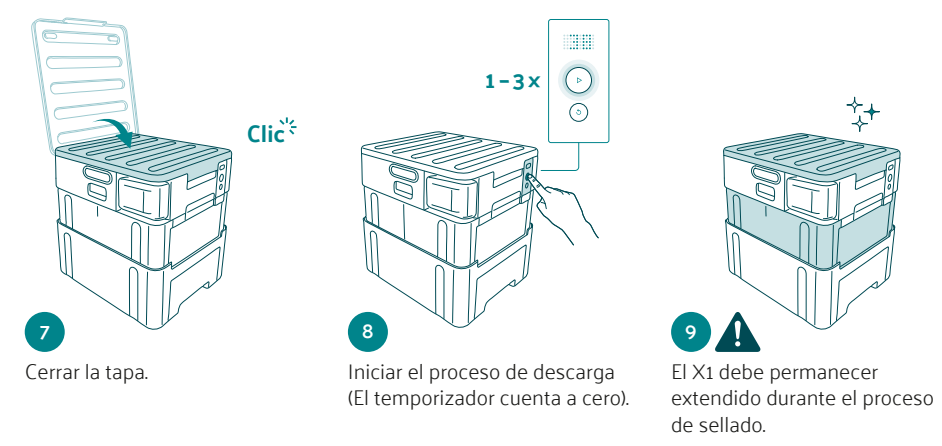 Clic
7
Cerrar la tapa.
1–3x
8
Iniciar el proceso de descarga
(El temporizador cuenta a cero).
9
El X1 debe permanecer
extendido durante el proceso
de sellado.